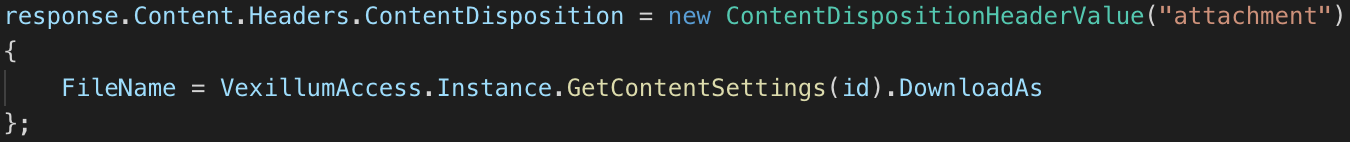 response.Content.Headers.ContentDisposition = new ContentDispositionHeaderValue("attachment")
{
    FileName = VexillumAccess.Instance.GetContentSettings(id).DownloadAs
};